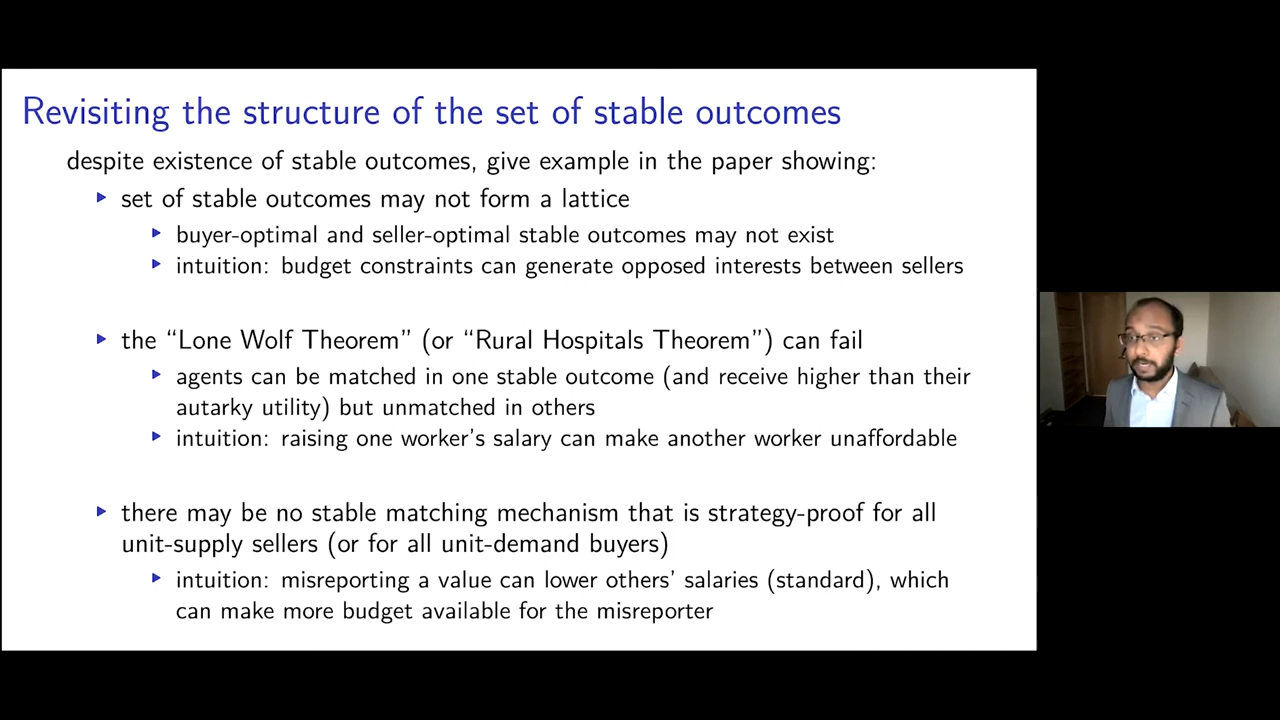 Revisiting the structure of the set of stable outcomes
despite existence of stable outcomes, give example in the paper showing:
set of stable outcomes may not form a lattice
buyer-optimal and seller-optimal stable outcomes may not exist
intuition: budget constraints can generate opposed interests between sellers
the “Lone Wolf Theorem” (or “Rural Hospitals Theorem”) can fail
agents can be matched in one stable outcome (and receive higher than their
autarky utility) but unmatched in others
intuition: raising one worker's salary can make another worker unaffordable
there may be no stable matching mechanism that is strategy-proof for all
unit-supply sellers (or for all unit-demand buyers)
intuition: misreporting a value can lower others' salaries (standard), which
can make more budget available for the misreporter